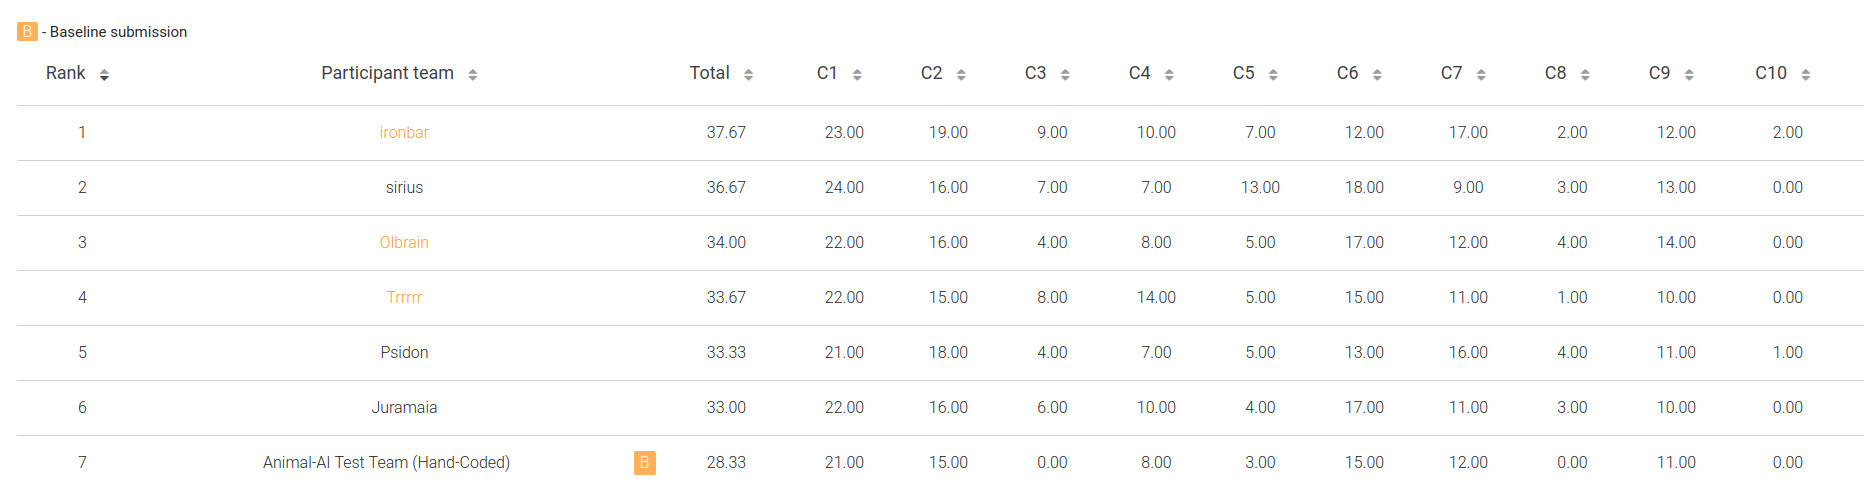 B - Baseline submission
Rank Participant team Total C1 C2 C3 C4 C5 C6 C7 C8 C9 C10
1 ironbar 37.67 23.00 19.00 9.00 10.00 7.00 12.00 17.00 2.00 12.00 2.00
2 sirius 36.67 24.00 16.00 7.00 7.00 13.00 18.00 9.00 3.00 13.00 0.00
3 Olbrain 34.00 22.00 16.00 4.00 8.00 5.00 17.00 12.00 4.00 14.00 0.00
4 Trrrrr 33.67 22.00 15.00 8.00 14.00 5.00 15.00 11.00 1.00 10.00 0.00
5 Psidon 33.33 21.00 18.00 4.00 7.00 5.00 13.00 16.00 4.00 11.00 1.00
6 Juramaia 33.00 22.00 16.00 6.00 10.00 4.00 17.00 11.00 3.00 10.00 0.00
7 Animal-AI Test Team (Hand-Coded) B 28.33 21.00 15.00 0.00 8.00 3.00 15.00 12.00 0.00 11.00 0.00